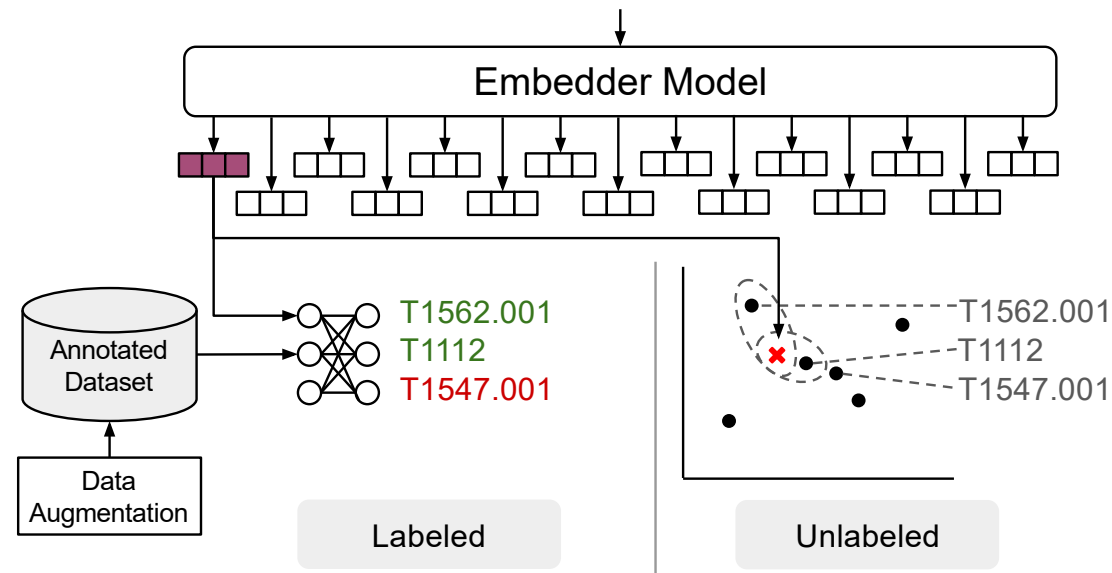 Embedder Model
Annotated
Dataset
Data
Augmentation
T1562.001
T1112
T1547.001
Labeled
T1562.001
T1112
T1547.001
Unlabeled